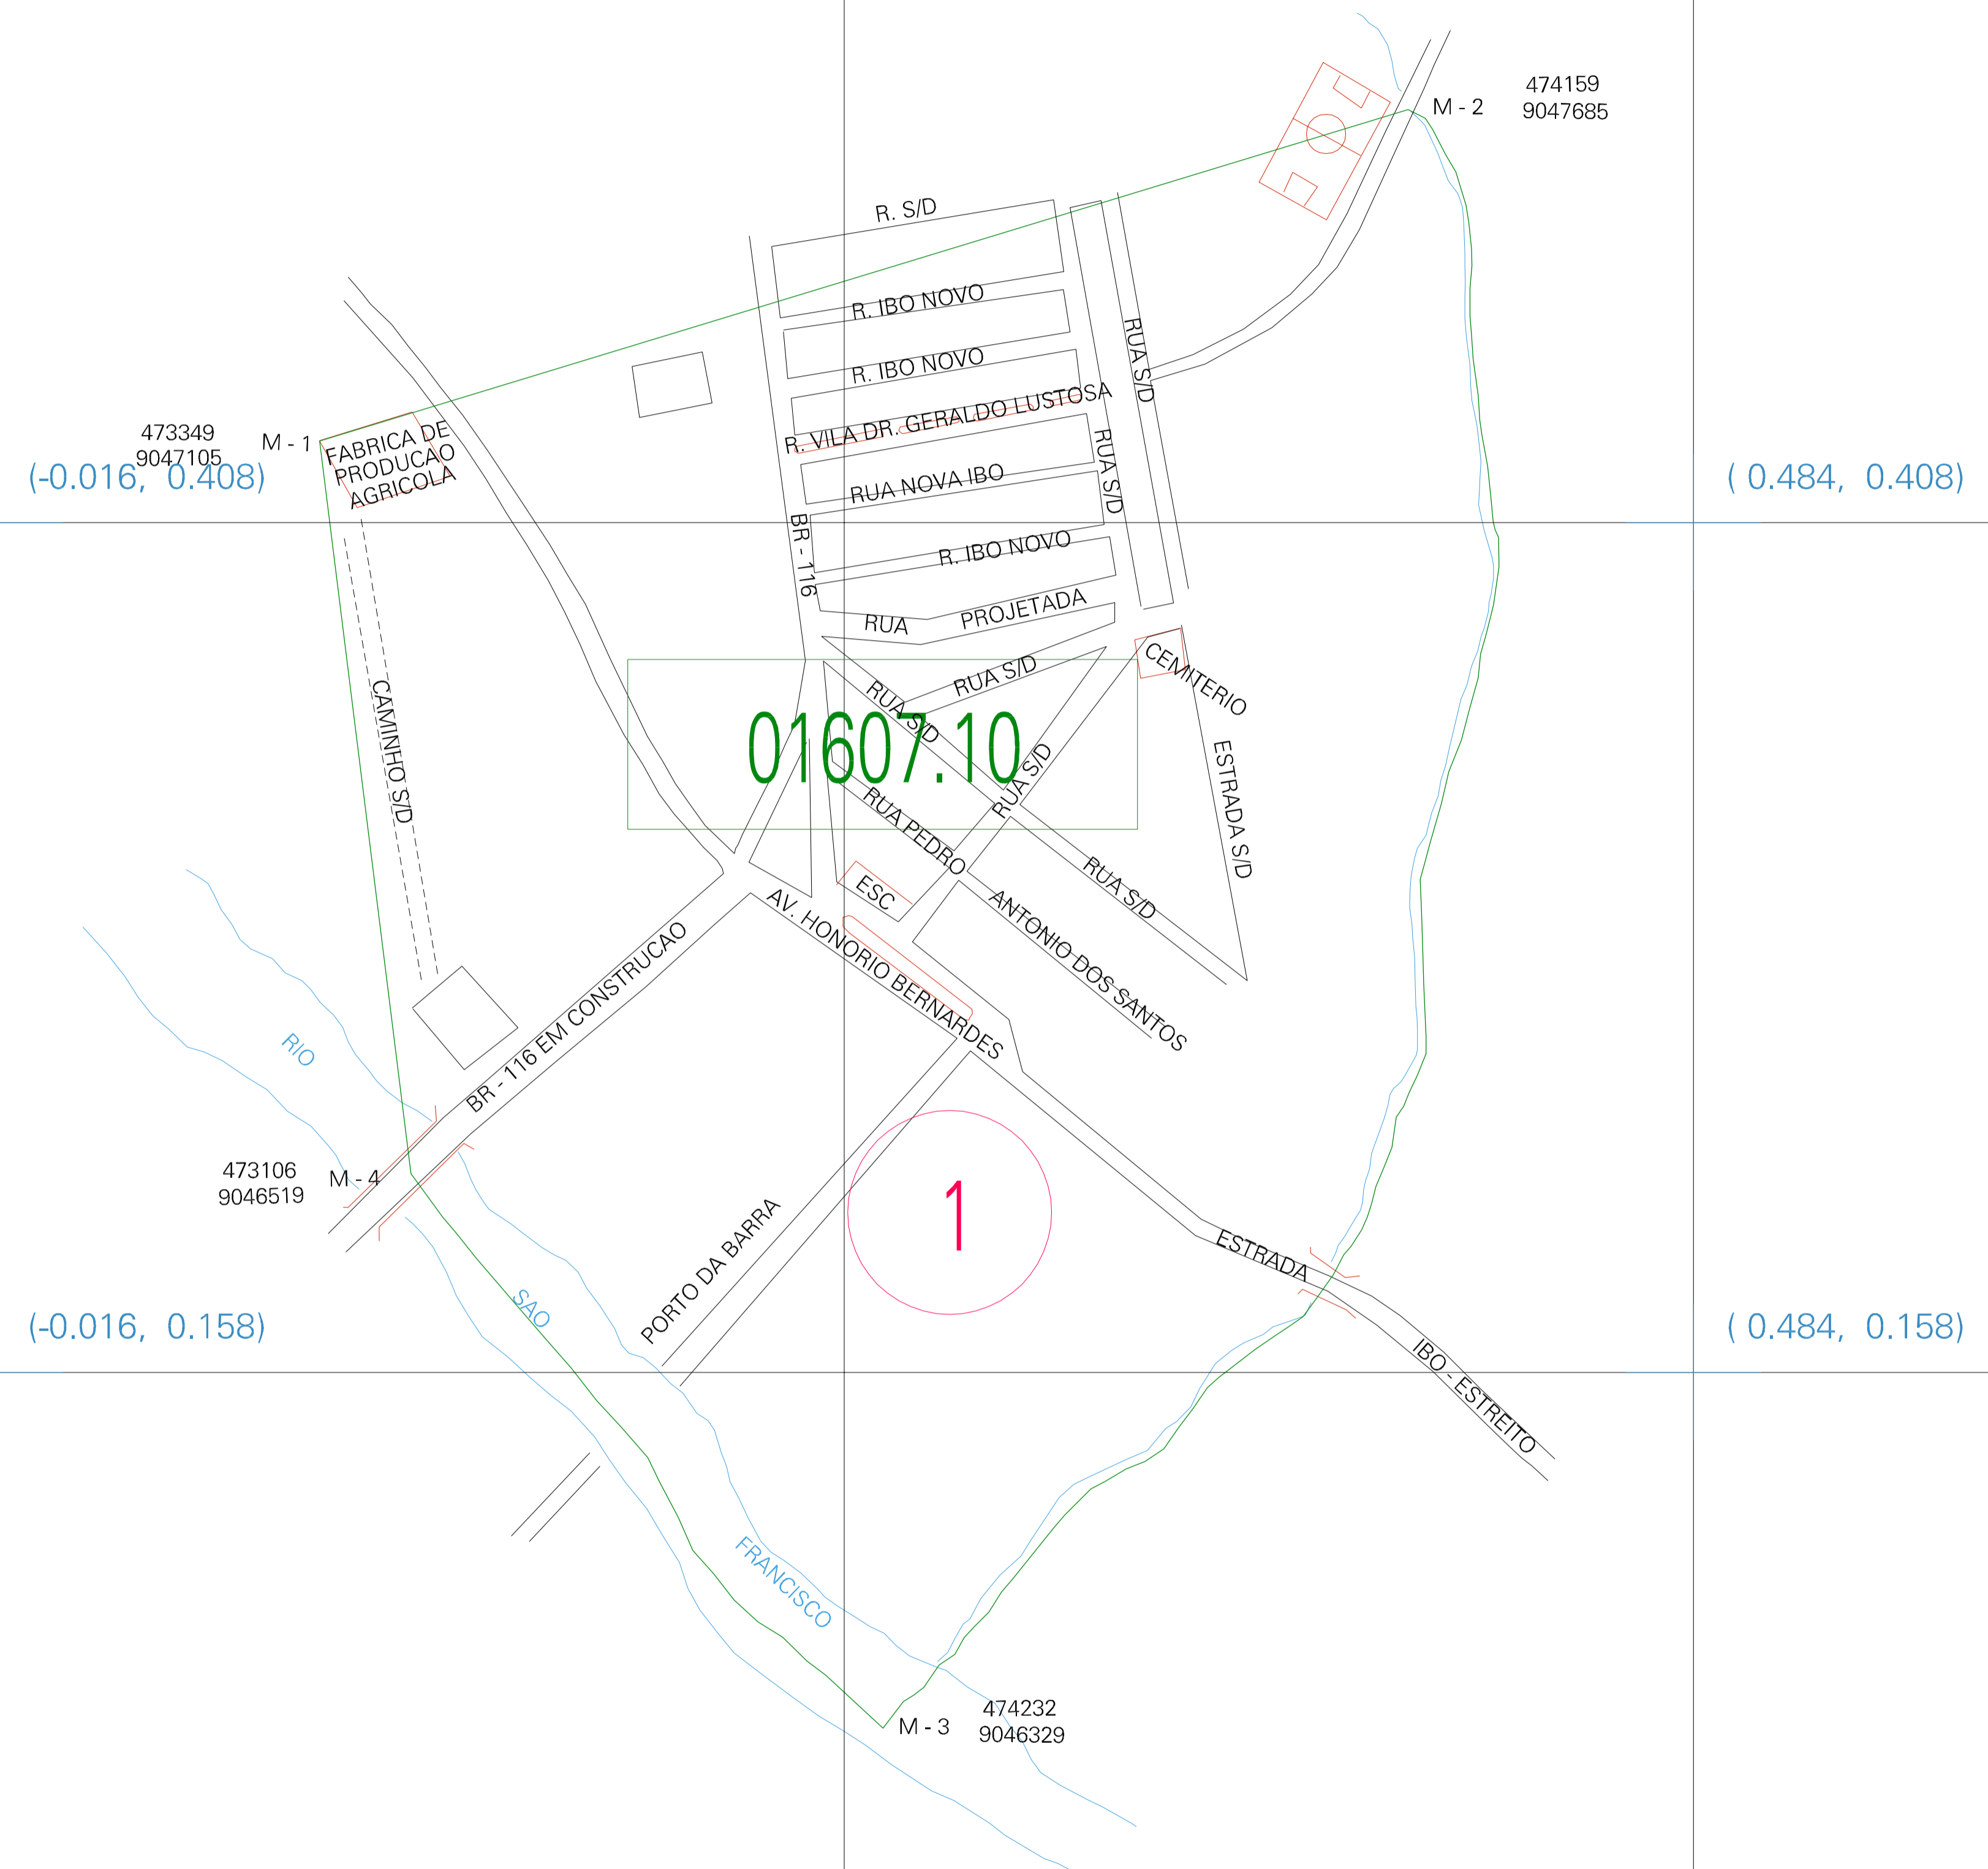 474159
M - 2
9047685
R. S/D
R. IBO NOVO
RUA S/D
R. IBO NOVO
R. VILA DR. GERALDO LUSTOSA
473349
M - 1
9047105
FABRICA DE
PRODUCAO
AGRICOLA
(-0.016, 0.408)
( 0.484, 0.408)
RUA S/D
RUA NOVA IBO
BR - 116
R. IBO NOVO
RUA PROJETADA
CEMITERIO
RUA S/D
RUA S/D
CAMINHO S/D
01607.10
RUA S/D
ESTRADA S/D
RUA PEDRO ANTONIO DOS SANTOS
RUA S/D
ESC
AV. HONORIO BERNARDES
BR - 116 EM CONSTRUCAO
RIO
473106
M - 4
9046519
1
PORTO DA BARRA
ESTRADA
SAO
(-0.016, 0.158)
( 0.484, 0.158)
IBO - ESTREITO
FRANCISCO
474232
M - 3
9046329